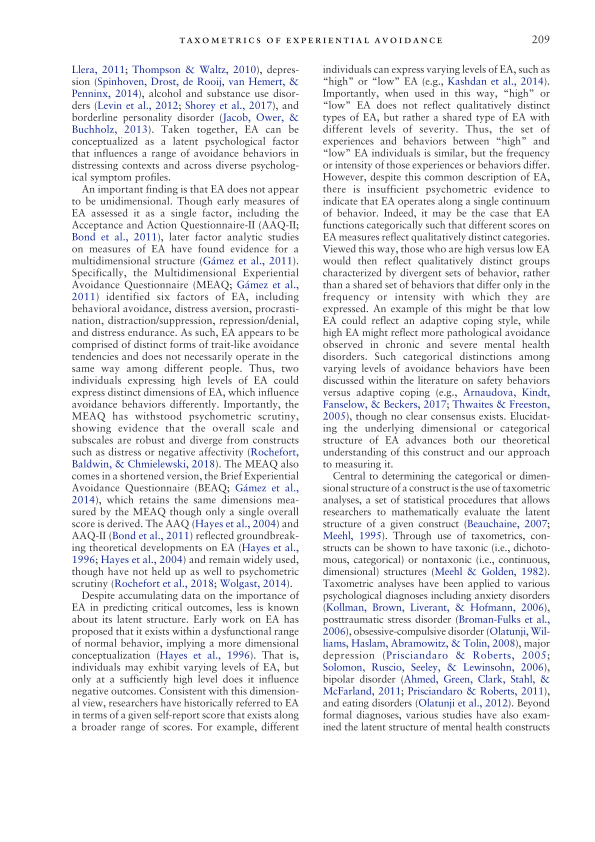 TAXOMETRICS OF EXPERIENTIAL AVOIDANCE 209
Llera, 2011; Thompson & Waltz, 2010), depres-
sion (Spinhoven, Drost, de Rooij, van Hemert, &
Penninx, 2014), alcohol and substance use disor-
ders (Levin et al., 2012; Shorey et al., 2017), and
borderline personality disorder (Jacob, Ower, &
Buchholz, 2013). Taken together, EA can be
conceptualized as a latent psychological factor
that influences a range of avoidance behaviors in
distressing contexts and across diverse psycholog-
ical symptom profiles.
An important finding is that EA does not appear
to be unidimensional. Though early measures of
EA assessed it as a single factor, including the
Acceptance and Action Questionnaire-II (AAQ-II;
Bond et al., 2011), later factor analytic studies
on measures of EA have found evidence for a
multidimensional structure (Gámez et al., 2011).
Specifically, the Multidimensional Experiential
Avoidance Questionnaire (MEAQ; Gámez et al.,
2011) identified six factors of EA, including
behavioral avoidance, distress aversion, procrasti-
nation, distraction/suppression, repression/denial,
and distress endurance. As such, EA appears to be
comprised of distinct forms of trait-like avoidance
tendencies and does not necessarily operate in the
same way among different people. Thus, two
individuals expressing high levels of EA could
express distinct dimensions of EA, which influence
avoidance behaviors differently. Importantly, the
MEAQ has withstood psychometric scrutiny,
showing evidence that the overall scale and
subscales are robust and diverge from constructs
such as distress or negative affectivity (Rochefort,
Baldwin, & Chmielewski, 2018). The MEAQ also
comes in a shortened version, the Brief Experiential
Avoidance Questionnaire (BEAQ; Gámez et al.,
2014), which retains the same dimensions mea-
sured by the MEAQ though only a single overall
score is derived. The AAQ (Hayes et al., 2004) and
AAQ-II (Bond et al., 2011) reflected groundbreak-
ing theoretical developments on EA (Hayes et al.,
1996; Hayes et al., 2004) and remain widely used,
though have not held up as well to psychometric
scrutiny (Rochefort et al., 2018; Wolgast, 2014).
Despite accumulating data on the importance of
EA in predicting critical outcomes, less is known
about its latent structure. Early work on EA has
proposed that it exists within a dysfunctional range
of normal behavior, implying a more dimensional
conceptualization (Hayes et al., 1996). That is,
individuals may exhibit varying levels of EA, but
only at a sufficiently high level does it influence
negative outcomes. Consistent with this dimension-
al view, researchers have historically referred to EA
in terms of a given self-report score that exists along
a broader range of scores. For example, different
individuals can express varying levels of EA, such as
“high” or “low” EA (e.g., Kashdan et al., 2014).
Importantly, when used in this way, “high” or
“low” EA does not reflect qualitatively distinct
types of EA, but rather a shared type of EA with
different levels of severity. Thus, the set of
experiences and behaviors between “high” and
“low” EA individuals is similar, but the frequency
or intensity of those experiences or behaviors differ.
However, despite this common description of EA,
there is insufficient psychometric evidence to
indicate that EA operates along a single continuum
of behavior. Indeed, it may be the case that EA
functions categorically such that different scores on
EA measures reflect qualitatively distinct categories.
Viewed this way, those who are high versus low EA
would then reflect qualitatively distinct groups
characterized by divergent sets of behavior, rather
than a shared set of behaviors that differ only in the
frequency or intensity with which they are
expressed. An example of this might be that low
EA could reflect an adaptive coping style, while
high EA might reflect more pathological avoidance
observed in chronic and severe mental health
disorders. Such categorical distinctions among
varying levels of avoidance behaviors have been
discussed within the literature on safety behaviors
versus adaptive coping (e.g., Arnaudova, Kindt,
Fanselow, & Beckers, 2017; Thwaites & Freeston,
2005), though no clear consensus exists. Elucidat-
ing the underlying dimensional or categorical
structure of EA advances both our theoretical
understanding of this construct and our approach
to measuring it.
Central to determining the categorical or dimen-
sional structure of a construct is the use of taxometric
analyses, a set of statistical procedures that allows
researchers to mathematically evaluate the latent
structure of a given construct (Beauchaine, 2007;
Meehl, 1995). Through use of taxometrics, con-
structs can be shown to have taxonic (i.e., dichoto-
mous, categorical) or nontaxonic (i.e., continuous,
dimensional) structures (Meehl & Golden, 1982).
Taxometric analyses have been applied to various
psychological diagnoses including anxiety disorders
(Kollman, Brown, Liverant, & Hofmann, 2006),
posttraumatic stress disorder (Broman-Fulks et al.,
2006), obsessive-compulsive disorder (Olatunji, Wil-
liams, Haslam, Abramowitz, & Tolin, 2008), major
depression (Prisciandaro & Roberts, 2005;
Solomon, Ruscio, Seeley, & Lewinsohn, 2006),
bipolar disorder (Ahmed, Green, Clark, Stahl, &
McFarland, 2011; Prisciandaro & Roberts, 2011),
and eating disorders (Olatunji et al., 2012). Beyond
formal diagnoses, various studies have also exam-
ined the latent structure of mental health constructs